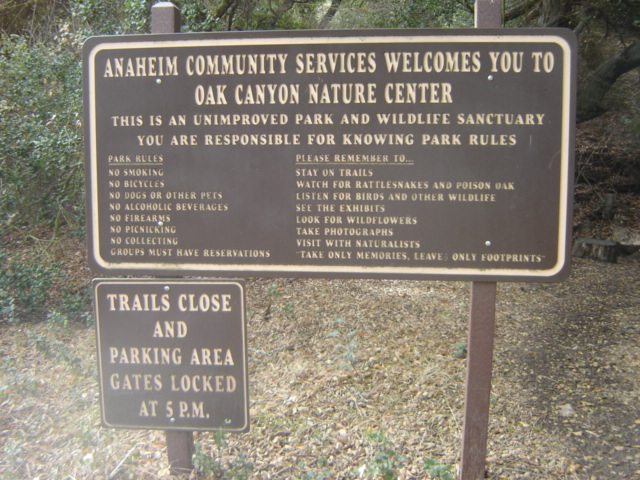 ANAHEIM COMMUNITY SERVICES WELCOMES YOU TO
OAK CANYON NATURE CENTER
THIS IS AN UNIMPROVED PARK AND WILDLIFE SANCTUARY
YOU ARE RESPONSIBLE FOR KNOWING PARK RULES
PARK RULES
NO SMOKING
NO BICYCLES
NO DOGS OR OTHER PETS
NO ALCOHOLIC BEVERAGES
NO FIREARMS
NO PICNICKING
NO COLLECTING
GROUPS MUST HAVE RESERVATIONS
PLEASE REMEMBER TO...
STAY ON TRAILS
WATCH FOR RATTLESNAKES AND POISON OAK
LISTEN FOR BIRDS AND OTHER WILDLIFE
SEE THE EXHIBITS
LOOK FOR WILDFLOWERS
TAKE PHOTOGRAPHS
VISIT WITH NATURALISTS
"TAKE ONLY MEMORIES, LEAVE ONLY FOOTPRINTS"
TRAILS CLOSE
AND
PARKING AREA
GATES LOCKED
AT 5 P.M.